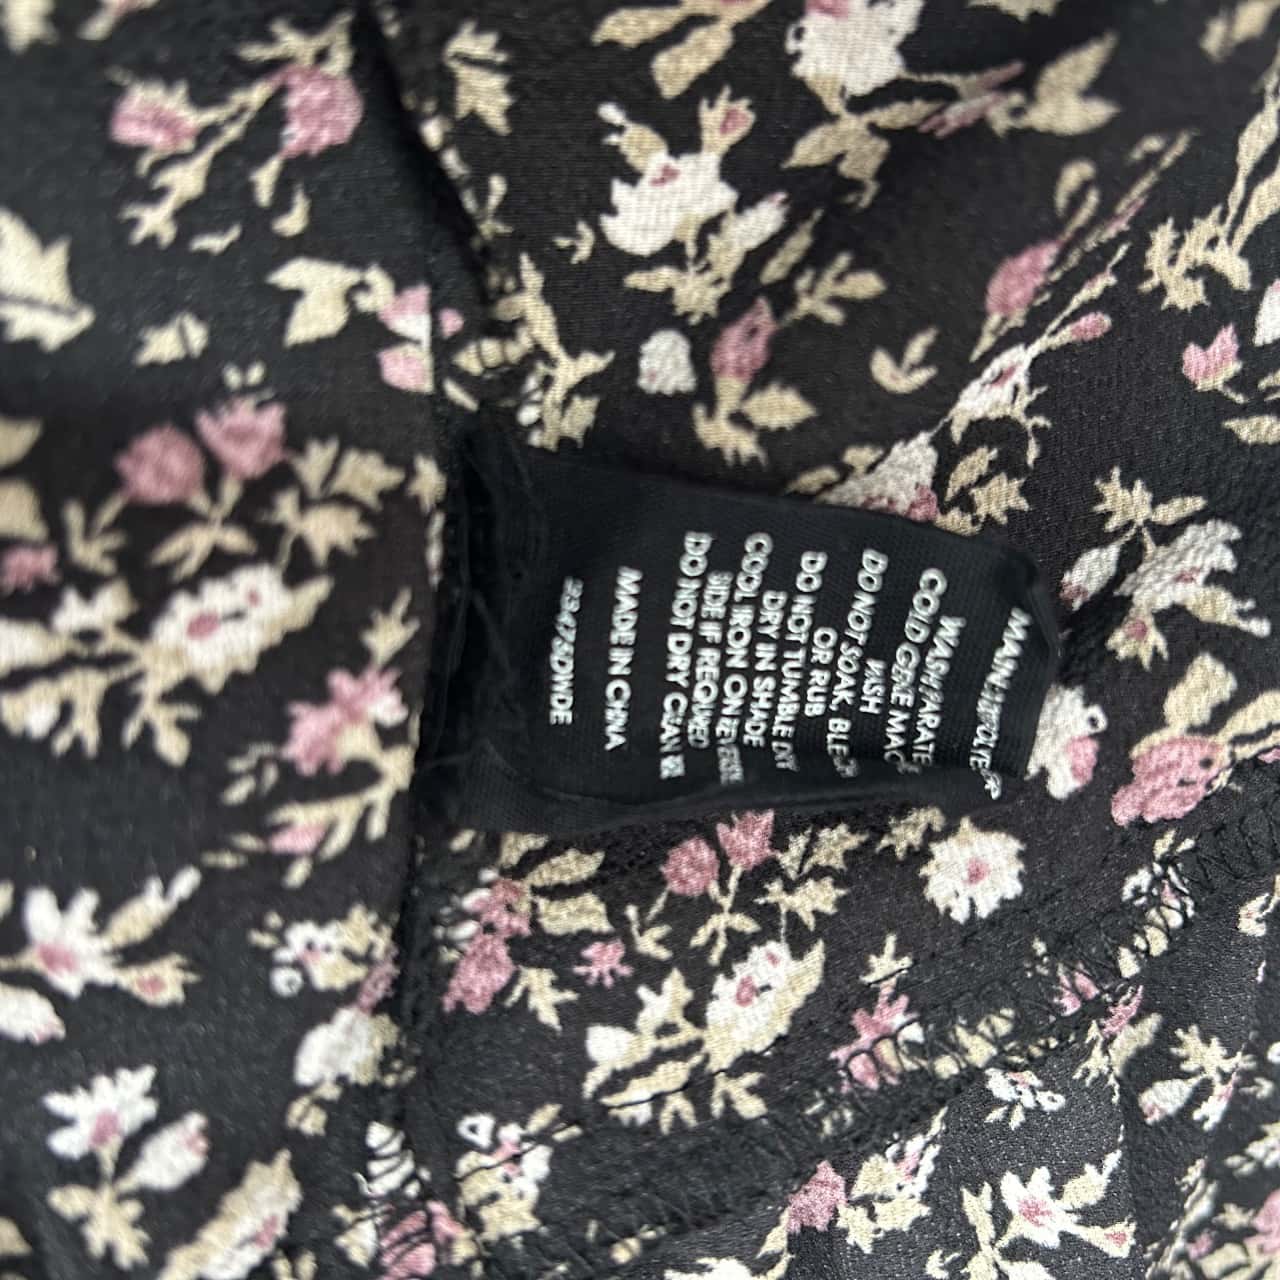 MAIN: 100% POLYESTER
WASH SEPARATELY
COLD GENTLE MACHINE
WASH
DO NOT SOAK, BLEACH
OR RUB
DO NOT TUMBLE DRY
DRY IN SHADE
COOL IRON ON REVERSE
SIDE IF REQUIRED
DO NOT DRY CLEAN
MADE IN CHINA
23475DWDE